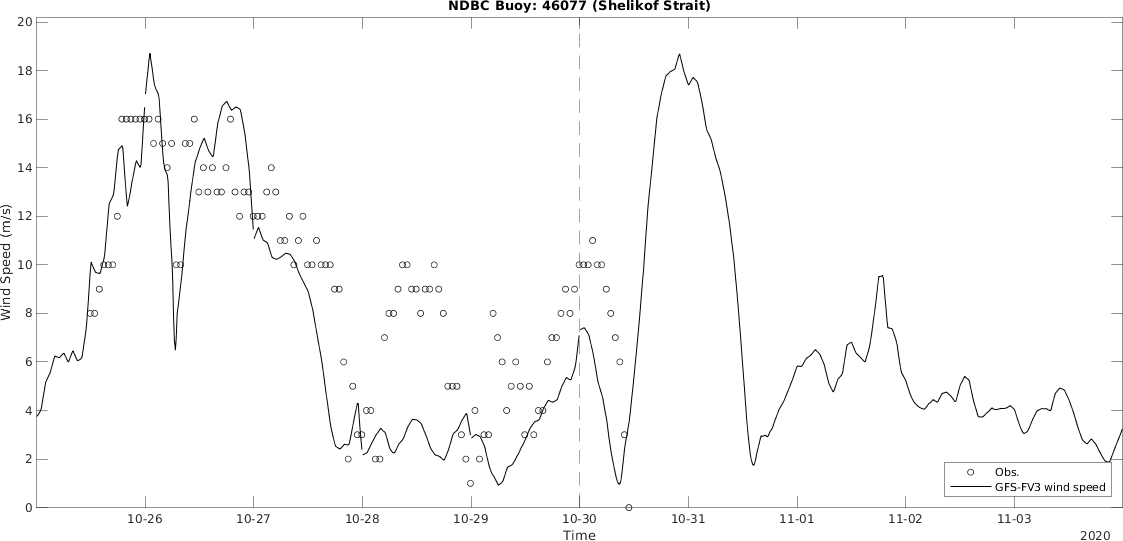 NDBC Buoy: 46077 (Shelikof Strait)
20
18
16
14
12
10
8
6
4
2
0
Wind Speed (m/s)
Obs.
GFS-FV3 wind speed
10-26 10-27 10-28 10-29 10-30 10-31 11-01 11-02 11-03
Time
2020